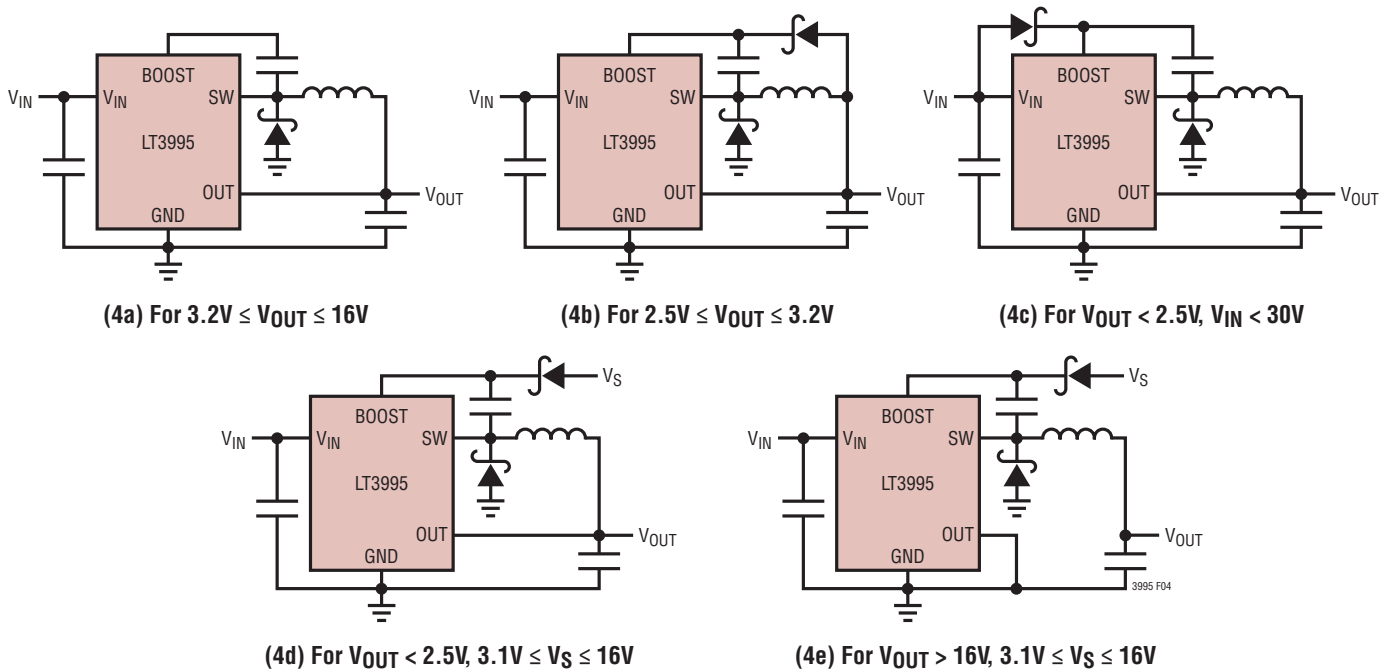 BOOST
V_IN
V_IN
SW
LT3995
OUT
V_OUT
GND
(4a) For 3.2V ≤ V_OUT ≤ 16V
BOOST
V_IN
V_IN
SW
LT3995
OUT
V_OUT
GND
(4b) For 2.5V ≤ V_OUT ≤ 3.2V
BOOST
V_IN
V_IN
SW
LT3995
OUT
V_OUT
GND
(4c) For V_OUT < 2.5V, V_IN < 30V
V_S
BOOST
V_IN
V_IN
SW
LT3995
OUT
V_OUT
GND
(4d) For V_OUT < 2.5V, 3.1V ≤ V_S ≤ 16V
V_S
BOOST
V_IN
V_IN
SW
LT3995
OUT
V_OUT
GND
3995 F04
(4e) For V_OUT > 16V, 3.1V ≤ V_S ≤ 16V